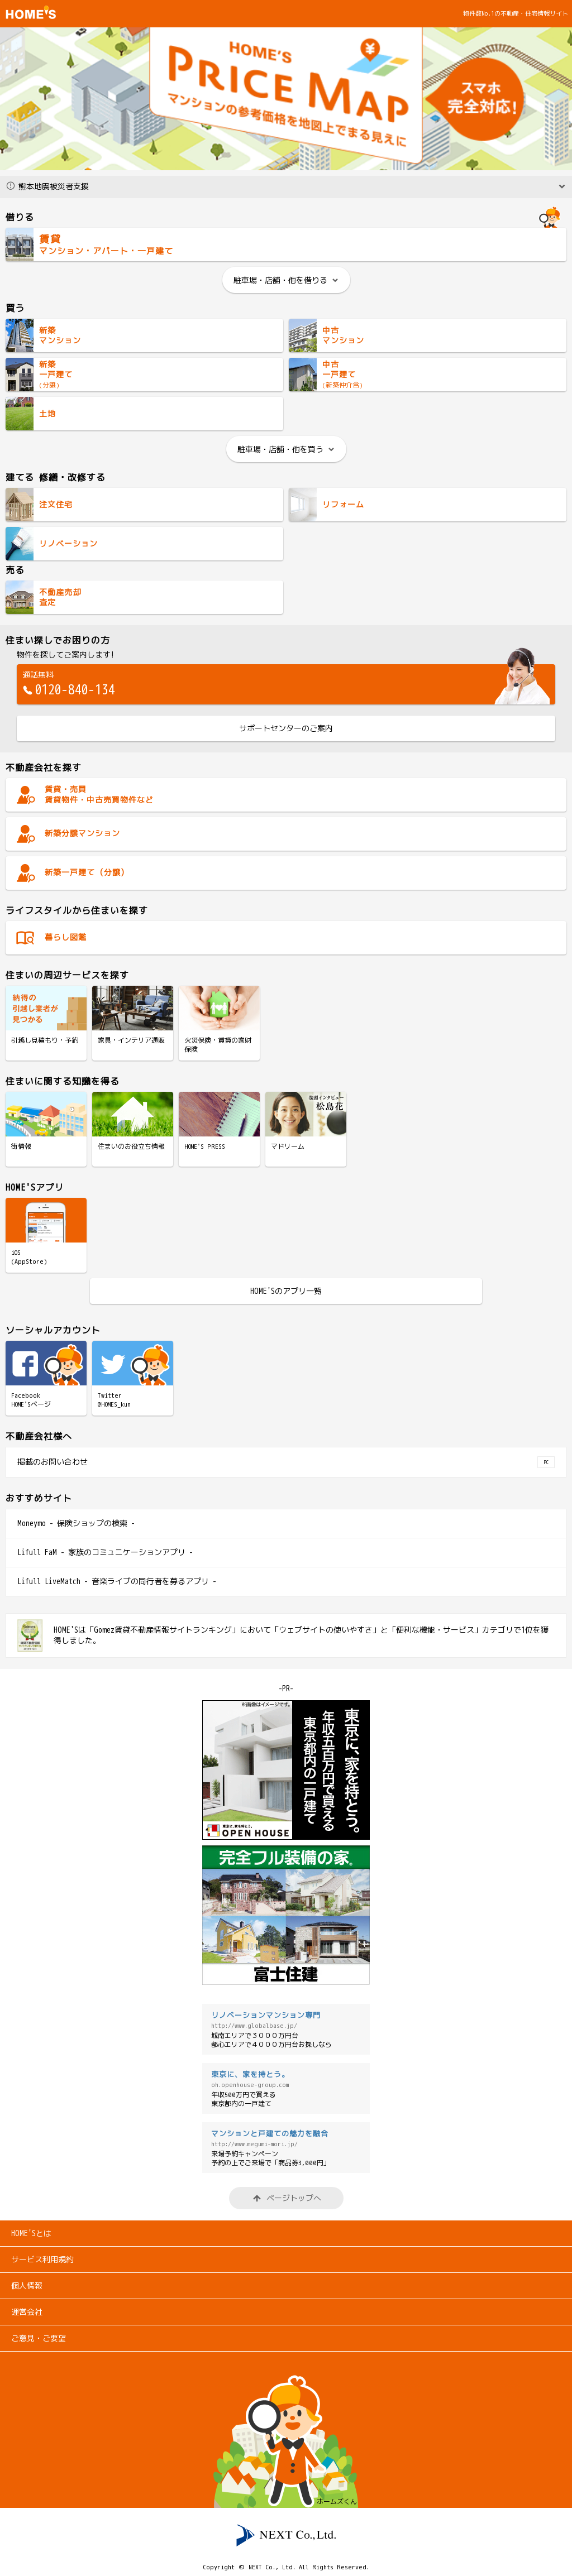 HOME'S
物件数No.1の不動産・住宅情報サイト
HOME'S
PRICE MAP
マンションの参考価格を地図上でまる見えに
スマホ
完全対応!
熊本地震被災者支援
借りる
賃貸
マンション・アパート・一戸建て
駐車場・店舗・他を借りる
買う
新築
マンション
中古
マンション
新築
一戸建て
(分譲)
中古
一戸建て
(新築仲介含)
土地
駐車場・店舗・他を買う
建てる 修繕・改修する
注文住宅
リフォーム
リノベーション
売る
不動産売却
査定
住まい探しでお困りの方
物件を探してご案内します!
通話無料
0120-840-134
サポートセンターのご案内
不動産会社を探す
賃貸・売買
賃貸物件・中古売買物件など
新築分譲マンション
新築一戸建て（分譲）
ライフスタイルから住まいを探す
暮らし図鑑
住まいの周辺サービスを探す
納得の
引越し業者が
見つかる
引越し見積もり・予約
家具・インテリア通販
火災保険・賃貸の家財
保険
住まいに関する知識を得る
巻頭インタビュー
松島花
街情報
住まいのお役立ち情報
HOME'S PRESS
マドリーム
HOME'Sアプリ
iOS
(AppStore)
HOME'Sのアプリ一覧
ソーシャルアカウント
Facebook
HOME'Sページ
Twitter
@HOMES_kun
不動産会社様へ
掲載のお問い合わせ
PC
おすすめサイト
Moneymo - 保険ショップの検索 -
Lifull FaM - 家族のコミュニケーションアプリ -
Lifull LiveMatch - 音楽ライブの同行者を募るアプリ -
HOME'Sは「Gomez賃貸不動産情報サイトランキング」において「ウェブサイトの使いやすさ」と「便利な機能・サービス」カテゴリで1位を獲
得しました。
-PR-
※画像はイメージです。
東京に、家を持とう。
年収五百万円で買える
東京都内の一戸建て
東京に、家を持とう。
OPEN HOUSE
完全フル装備の家。
富士住建
リノベーションマンション専門
http://www.globalbase.jp/
城南エリアで３０００万円台
都心エリアで４０００万円台お探しなら
東京に、家を持とう。
oh.openhouse-group.com
年収500万円で買える
東京都内の一戸建て
マンションと戸建ての魅力を融合
http://www.megumi-mori.jp/
来場予約キャンペーン
予約の上でご来場で「商品券3,000円」
ページトップへ
HOME'Sとは
サービス利用規約
個人情報
運営会社
ご意見・ご要望
ホームズくん
NEXT Co.,Ltd.
Copyright © NEXT Co., Ltd. All Rights Reserved.